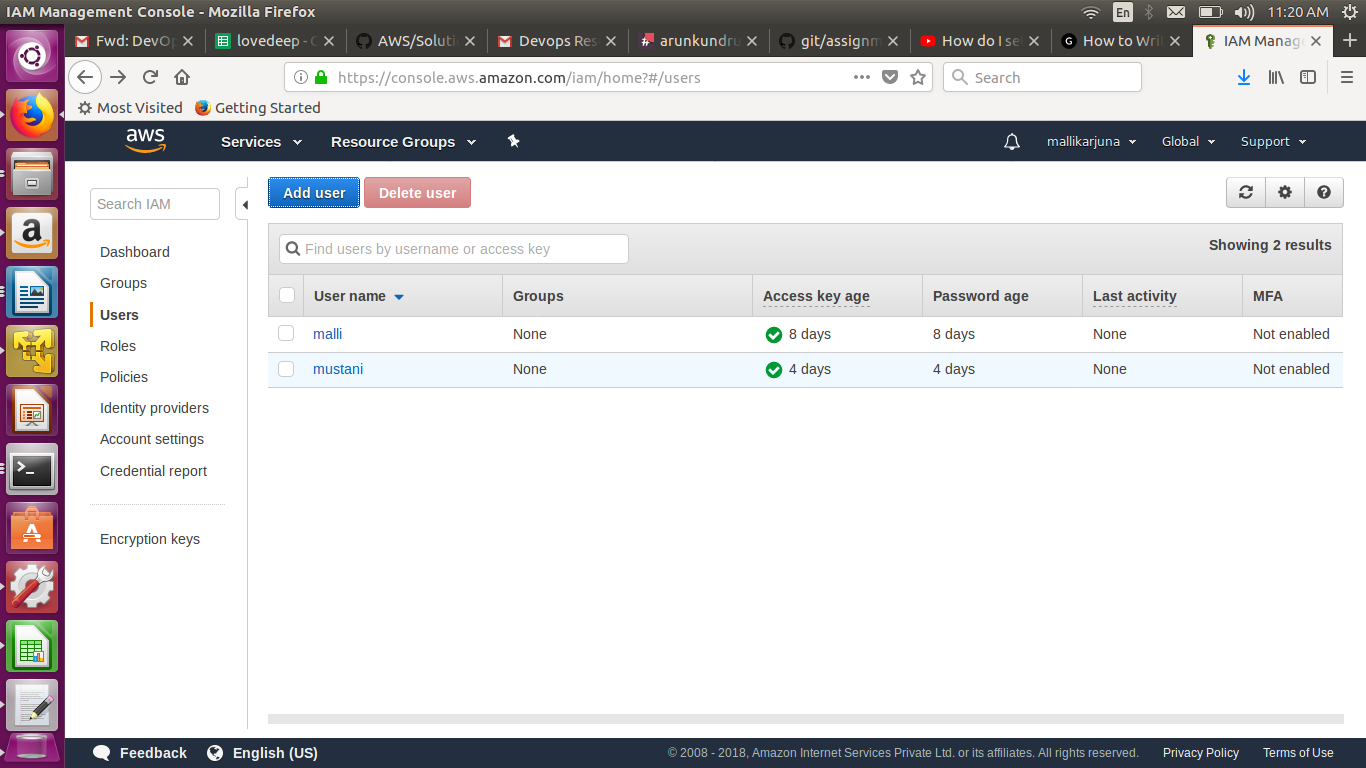 IAM Management Console - Mozilla Firefox
En
11:20 AM
Fwd: DevOp
lovedeep - G
AWS/Soluti
Devops Res
arunkundru
git/assignm
How do I se
How to Wri
IAM Manage
https://console.aws.amazon.com/iam/home?#/users
Search
Most Visited
Getting Started
aws
Services
Resource Groups
mallikarjuna
Global
Support
Search IAM
Dashboard
Groups
Users
Roles
Policies
Identity providers
Account settings
Credential report
Encryption keys
Add user
Delete user
Find users by username or access key
Showing 2 results
User name Groups Access key age Password age Last activity MFA
malli None 8 days 8 days None Not enabled
mustani None 4 days 4 days None Not enabled
Feedback
English (US)
© 2008 - 2018, Amazon Internet Services Private Ltd. or its affiliates. All rights reserved.
Privacy Policy
Terms of Use